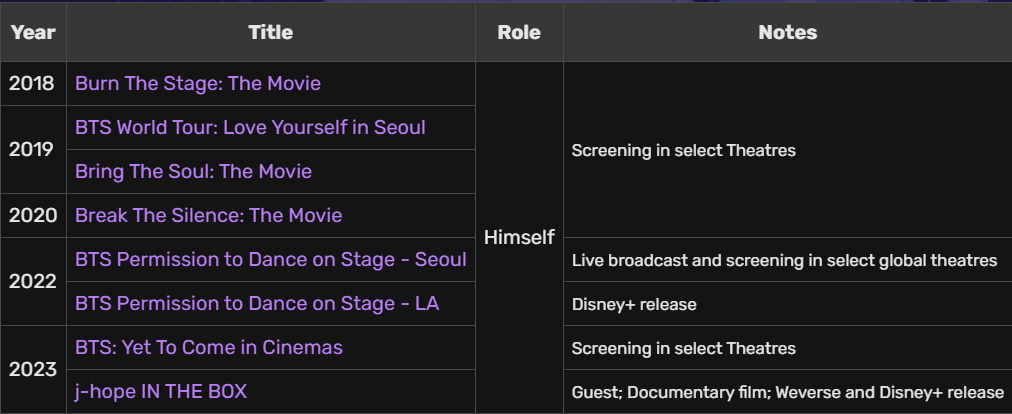 Year Title Role Notes
2018 Burn The Stage: The Movie
2019 BTS World Tour: Love Yourself in Seoul
Screening in select Theatres
Bring The Soul: The Movie
2020 Break The Silence: The Movie
Himself
2022 BTS Permission to Dance on Stage - Seoul Live broadcast and screening in select global theatres
BTS Permission to Dance on Stage - LA Disney+ release
2023 BTS: Yet To Come in Cinemas Screening in select Theatres
j-hope IN THE BOX Guest; Documentary film; Weverse and Disney+ release